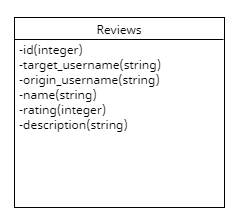 Reviews
-id(integer)
-target_username(string)
-origin_username(string)
-name(string)
-rating(integer)
-description(string)